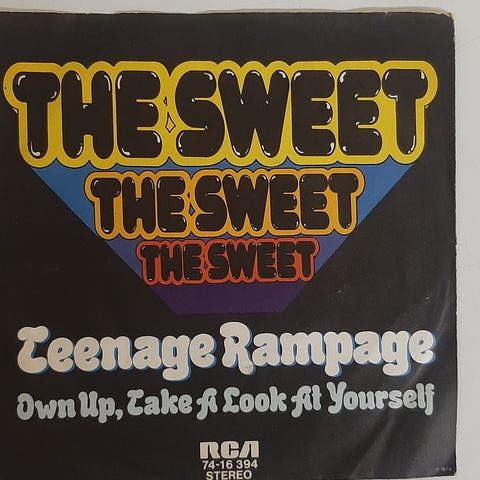 THE SWEET
THE SWEET
THE SWEET
Teenage Rampage
Own Up, Take A Look At Yourself
RCA
74-16 394
STEREO